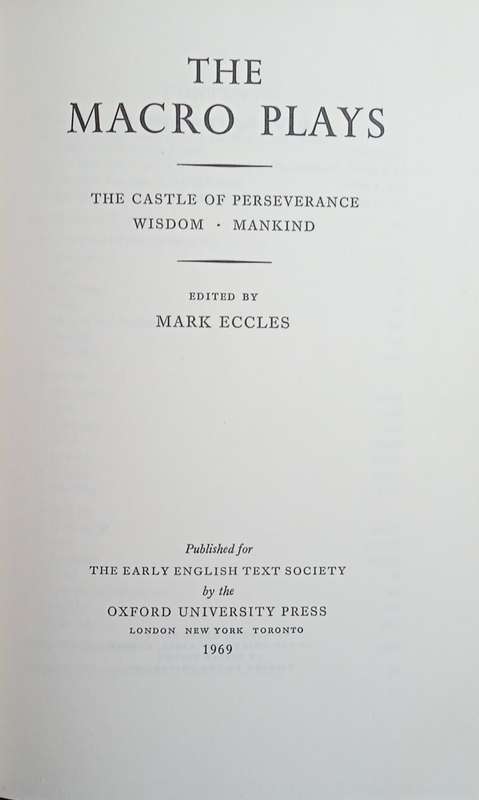 THE
MACRO PLAYS
THE CASTLE OF PERSEVERANCE
WISDOM · MANKIND
EDITED BY
MARK ECCLES
Published for
THE EARLY ENGLISH TEXT SOCIETY
by the
OXFORD UNIVERSITY PRESS
LONDON NEW YORK TORONTO
1969